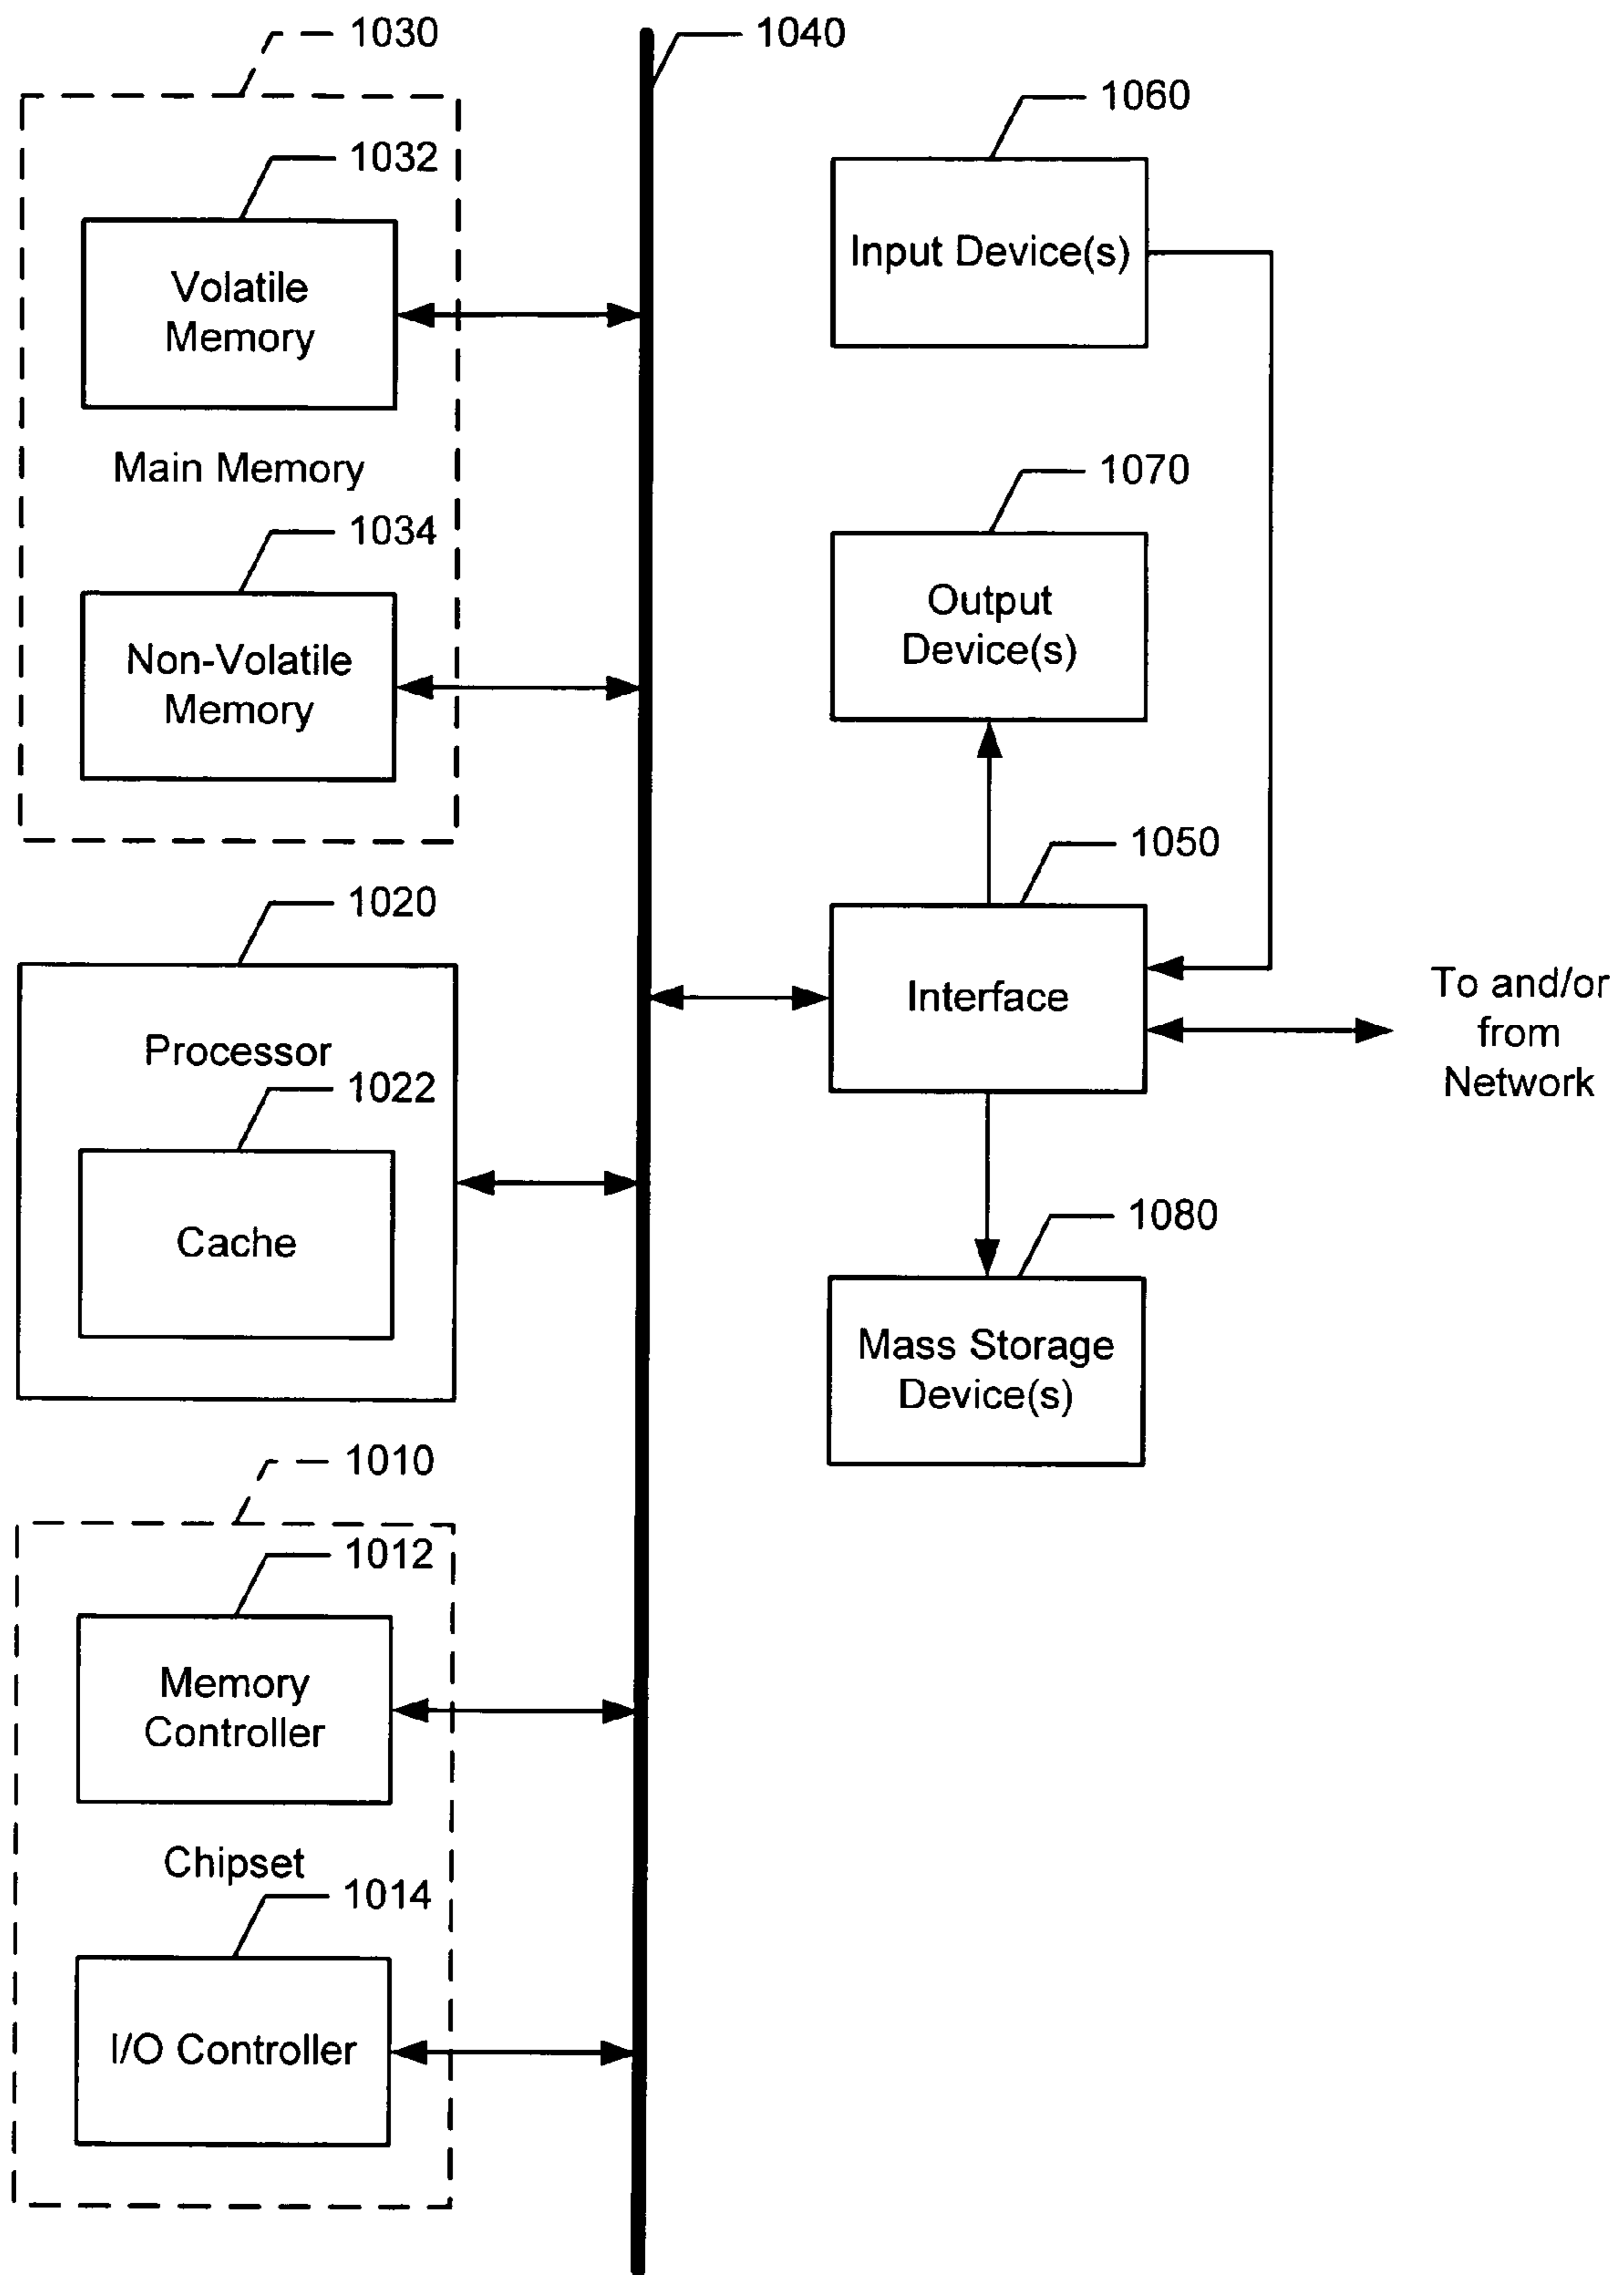 1030
1032
Volatile
Memory
Main Memory
1034
Non-Volatile
Memory
1020
Processor
1022
Cache
1010
1012
Memory
Controller
Chipset
1014
I/O Controller
1040
1060
Input Device(s)
1070
Output
Device(s)
1050
Interface
To and/or
from
Network
1080
Mass Storage
Device(s)